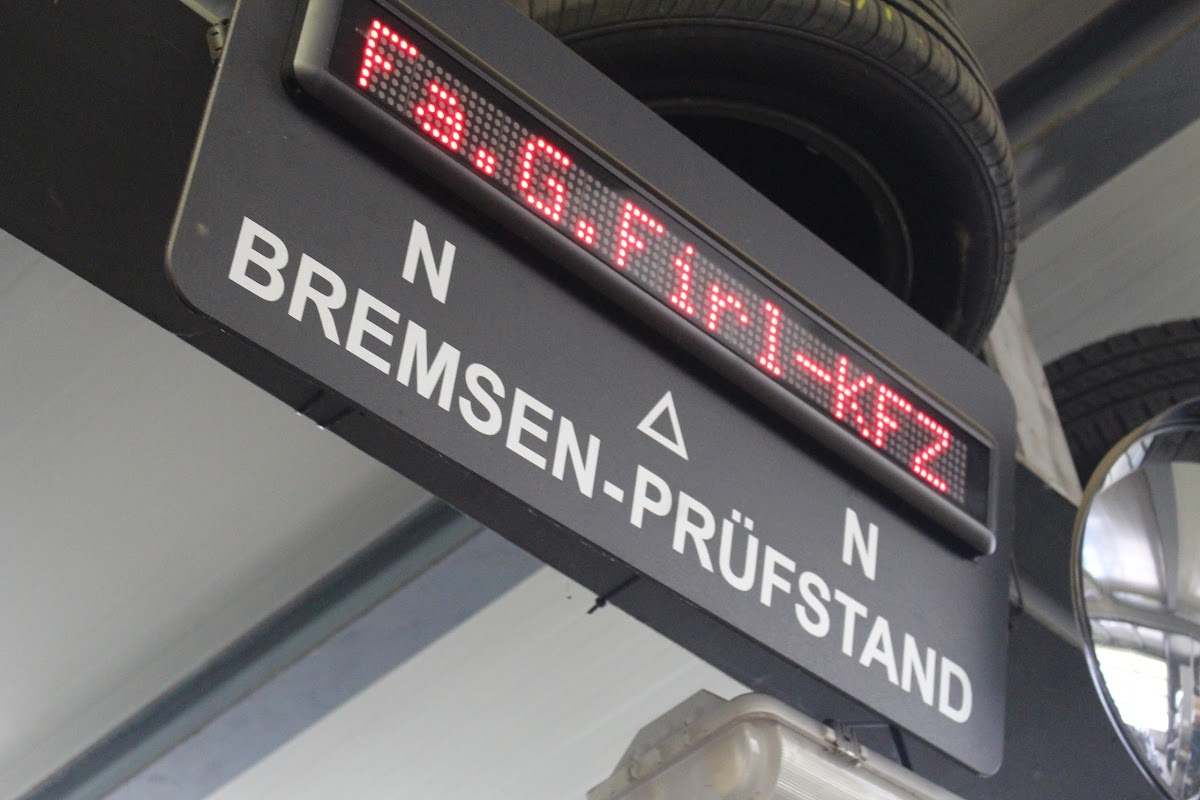 Fa.G.Firl-KFZ
N △ N
BREMSEN-PRÜFSTAND